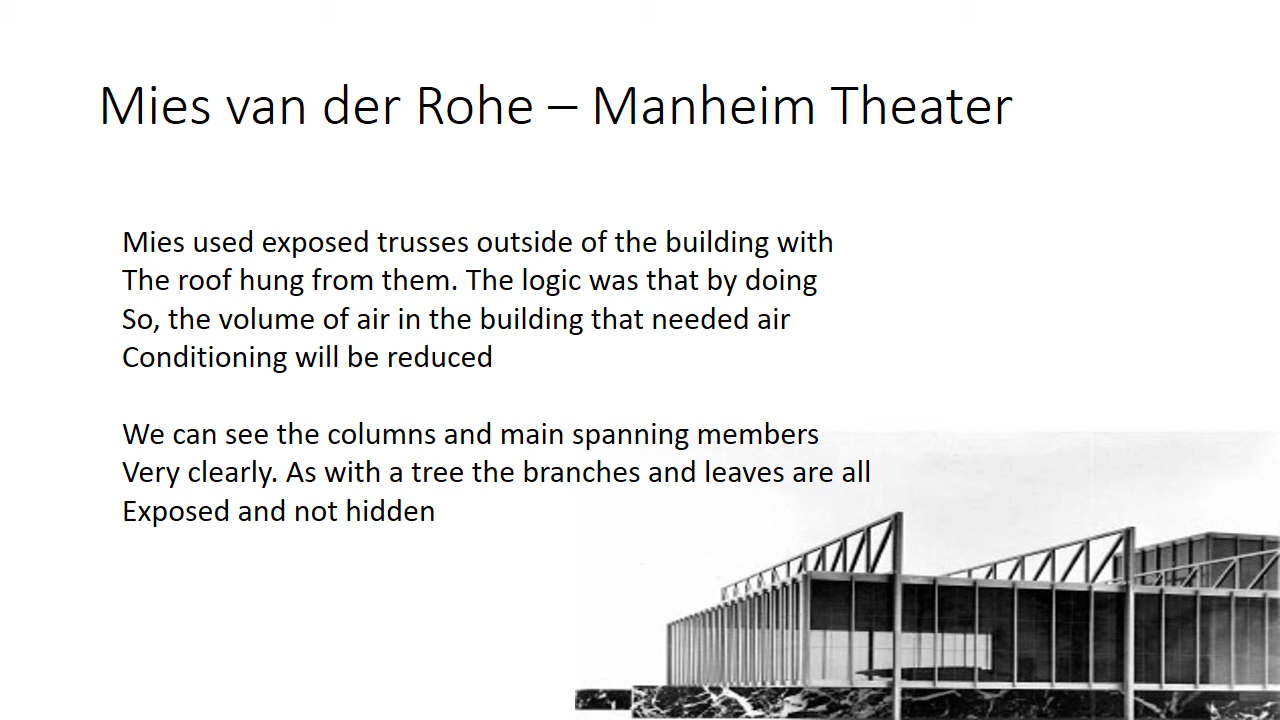 Mies van der Rohe – Manheim Theater
Mies used exposed trusses outside of the building with
The roof hung from them. The logic was that by doing
So, the volume of air in the building that needed air
Conditioning will be reduced
We can see the columns and main spanning members
Very clearly. As with a tree the branches and leaves are all
Exposed and not hidden